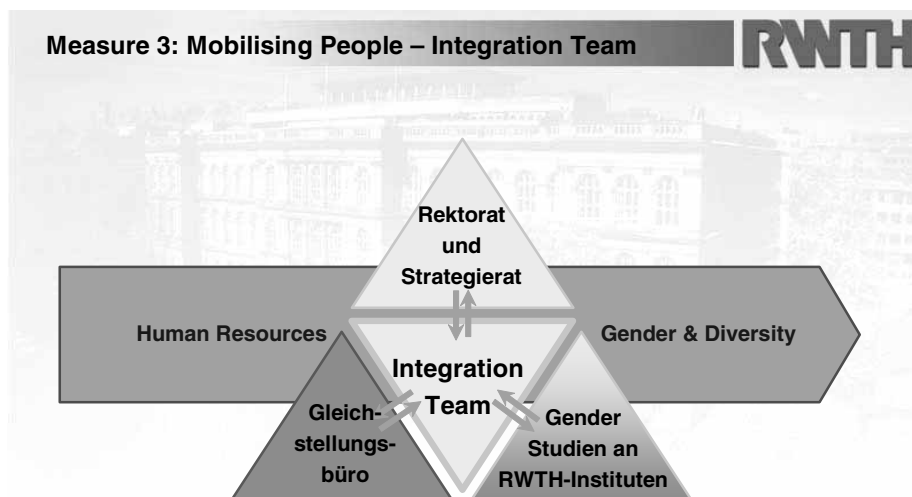 Measure 3: Mobilising People – Integration Team
RWTH
Rektorat
und
Strategierat
Human Resources
Gender & Diversity
Integration
Team
Gleich-
stellungs-
büro
Gender
Studien an
RWTH-Instituten